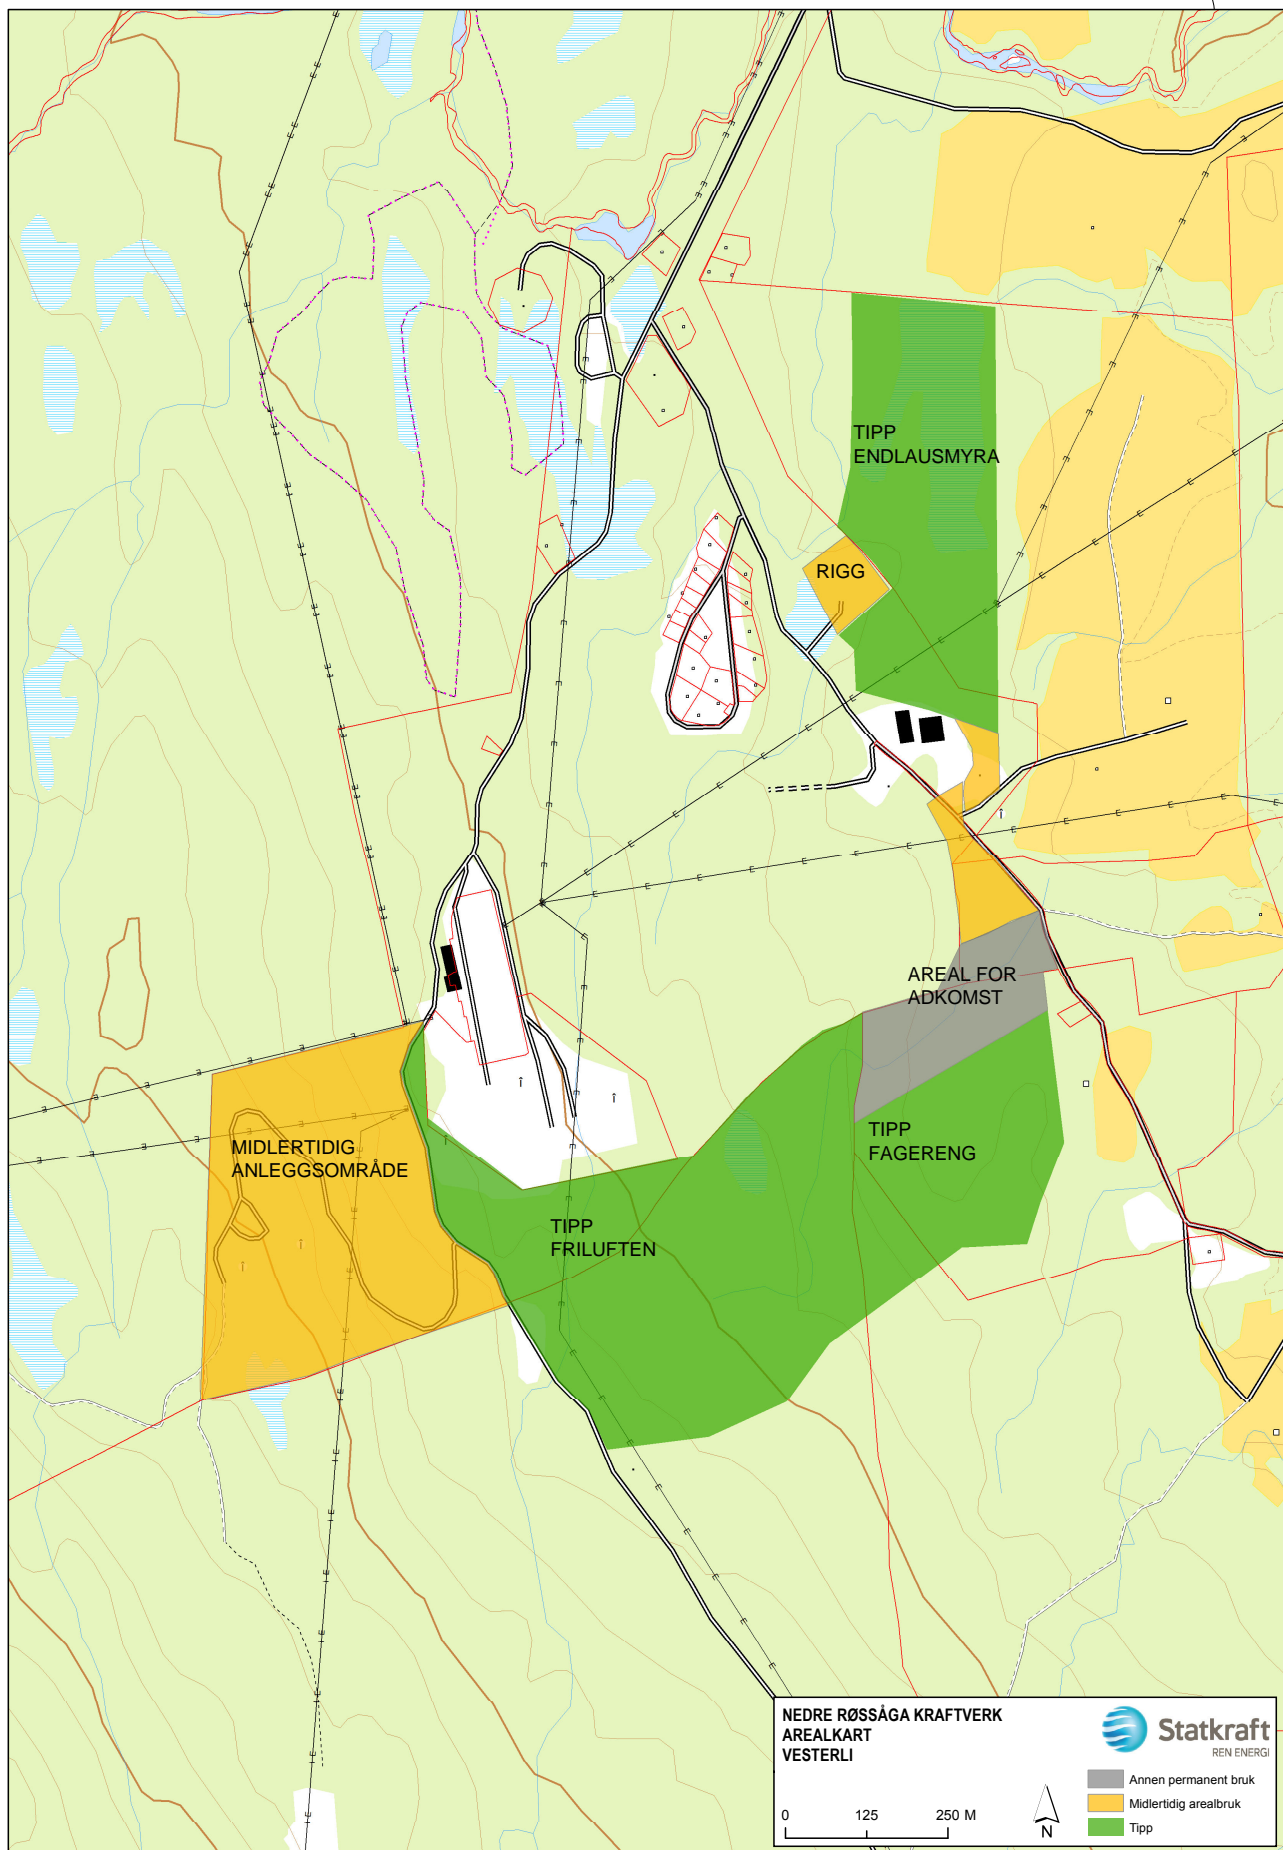 TIPP
ENDLAUSMYRA
RIGG
AREAL FOR
ADKOMST
TIPP
FAGERENG
MIDLERTIDIG
ANLEGGSOMRÅDE
TIPP
FRILUFTEN
NEDRE RØSSÅGA KRAFTVERK
AREALKART
VESTERLI
Statkraft
REN ENERGI
Annen permanent bruk
Midlertidig arealbruk
Tipp
0 125 250 M
N